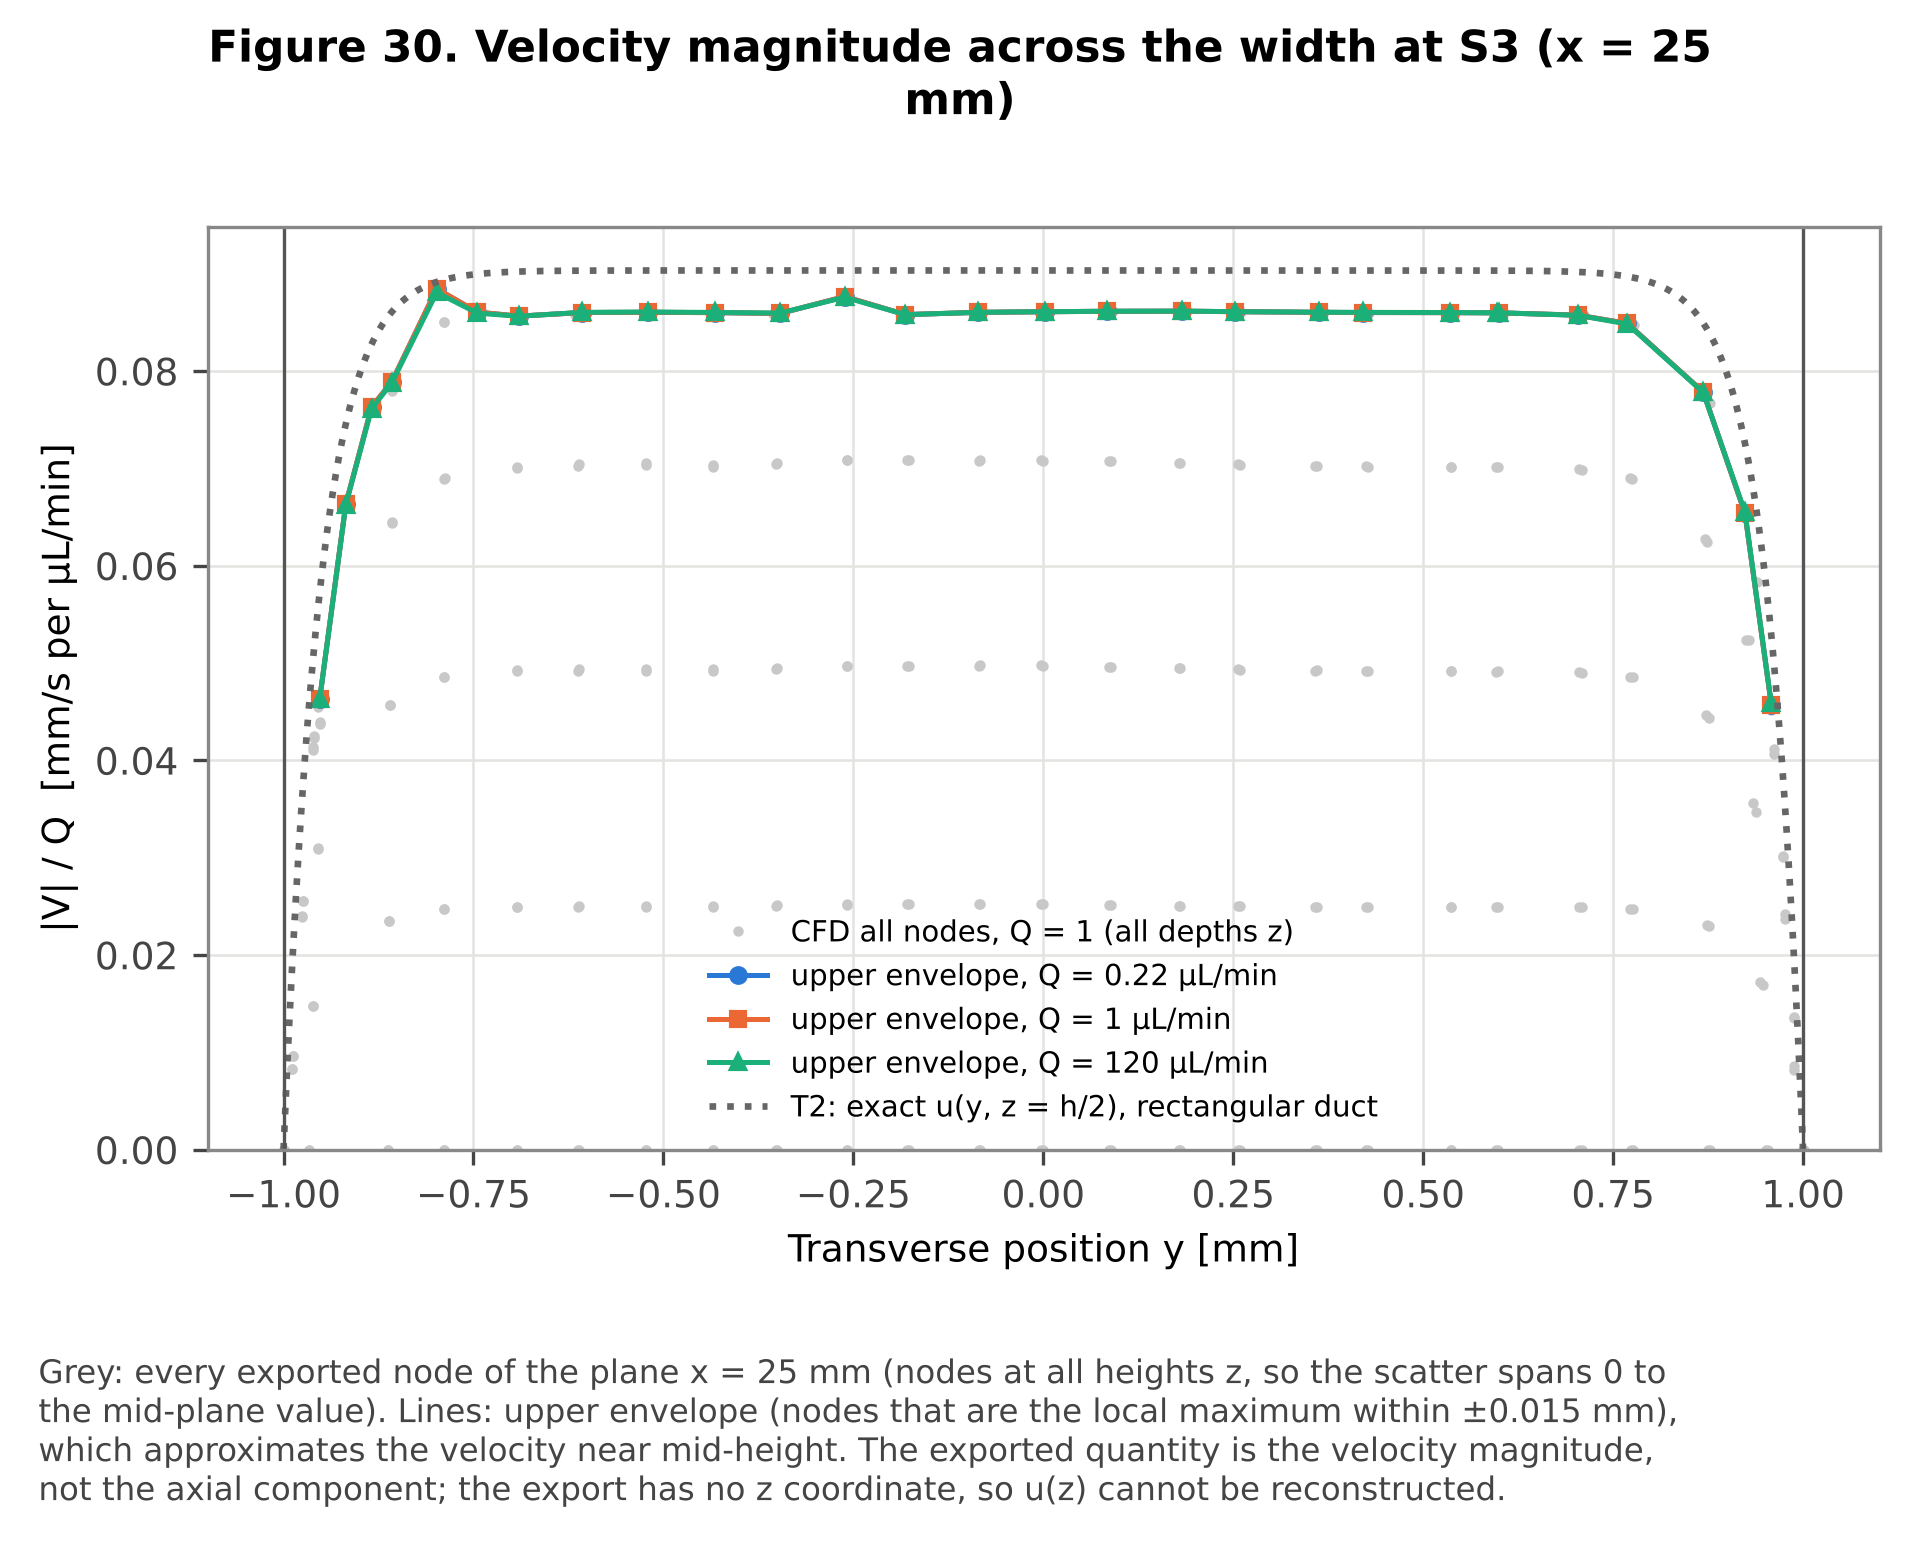 Figure 30. Velocity magnitude across the width at S3 (x = 25
mm)
|V| / Q  [mm/s per µL/min]
0.08
0.06
0.04
0.02
0.00
CFD all nodes, Q = 1 (all depths z)
upper envelope, Q = 0.22 µL/min
upper envelope, Q = 1 µL/min
upper envelope, Q = 120 µL/min
T2: exact u(y, z = h/2), rectangular duct
−1.00 −0.75 −0.50 −0.25 0.00 0.25 0.50 0.75 1.00
Transverse position y [mm]
Grey: every exported node of the plane x = 25 mm (nodes at all heights z, so the scatter spans 0 to
the mid-plane value). Lines: upper envelope (nodes that are the local maximum within ±0.015 mm),
which approximates the velocity near mid-height. The exported quantity is the velocity magnitude,
not the axial component; the export has no z coordinate, so u(z) cannot be reconstructed.